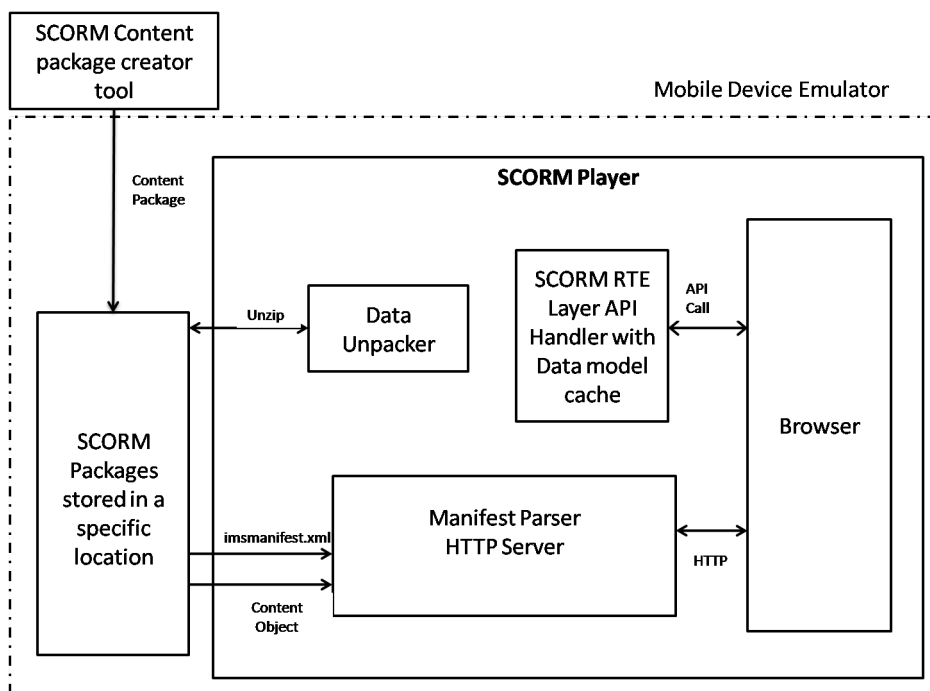 SCORM Content
package creator
tool
Mobile Device Emulator
Content
Package
SCORM Player
Unzip
Data
Unpacker
SCORM RTE
Layer API
Handler with
Data model
cache
API
Call
Browser
SCORM
Packages
stored in a
specific
location
imsmanifest.xml
Content
Object
Manifest Parser
HTTP Server
HTTP